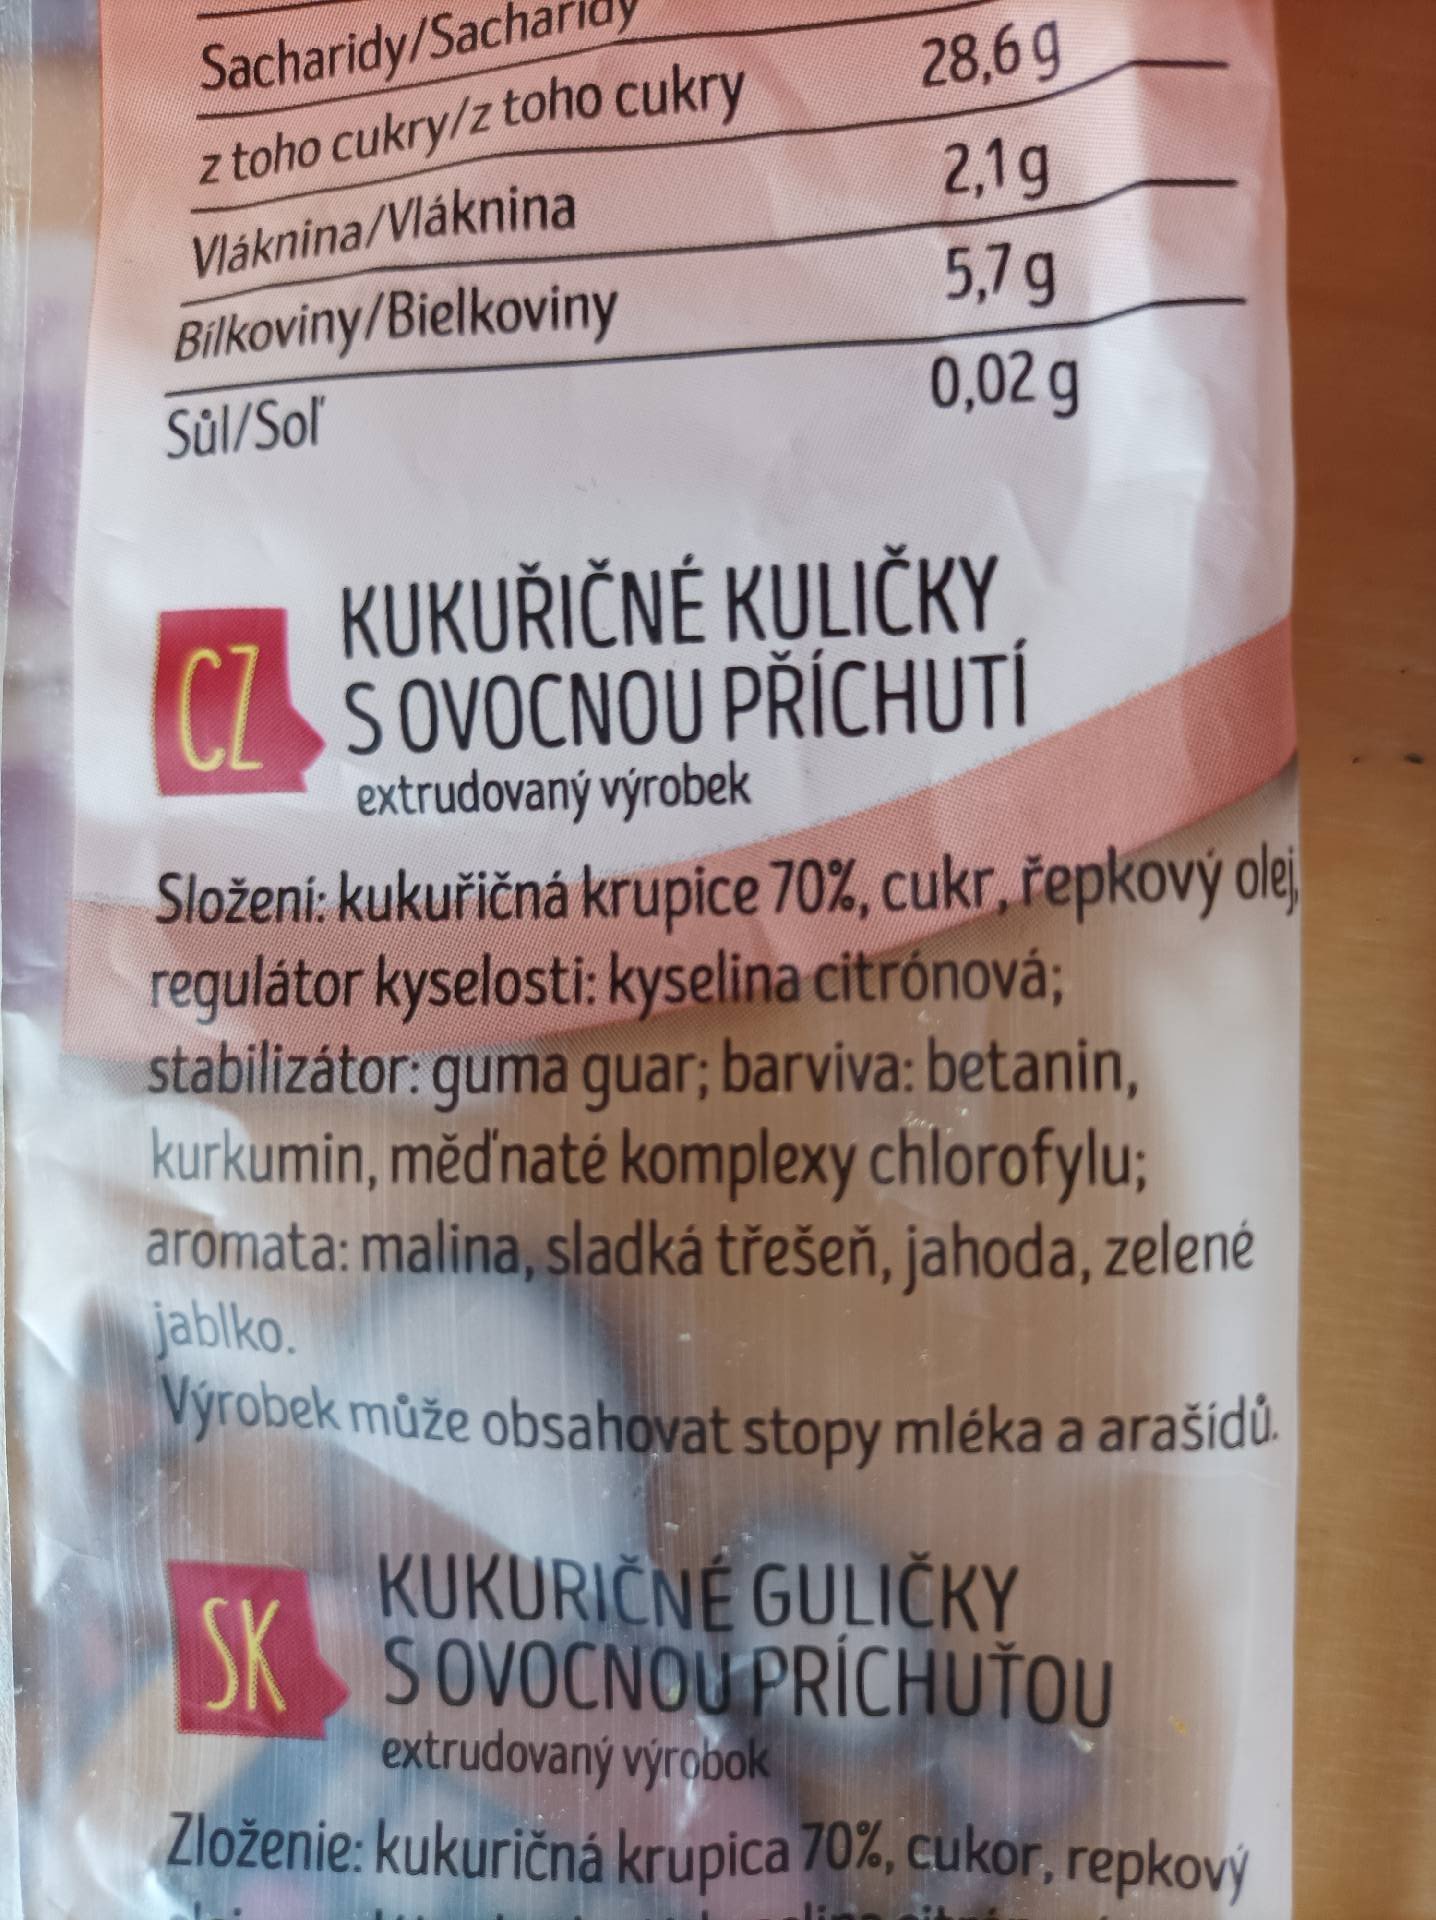 Sacharidy/Sacharidy
z toho cukry/z toho cukry 28,6 g
Vláknina/Vláknina 2,1 g
Bílkoviny/Bielkoviny 5,7 g
Sůl/Soľ 0,02 g
CZ
KUKUŘIČNÉ KULIČKY
S OVOCNOU PŘÍCHUTÍ
extrudovaný výrobek
Složení: kukuřičná krupice 70%, cukr, řepkový olej,
regulátor kyselosti: kyselina citrónová;
stabilizátor: guma guar; barviva: betanin,
kurkumin, měďnaté komplexy chlorofylu;
aromata: malina, sladká třešeň, jahoda, zelené
jablko.
Výrobek může obsahovat stopy mléka a arašídů.
SK
KUKURIČNÉ GULIČKY
S OVOCNOU PRÍCHUŤOU
extrudovaný výrobok
Zloženie: kukuričná krupica 70%, cukor, repkový